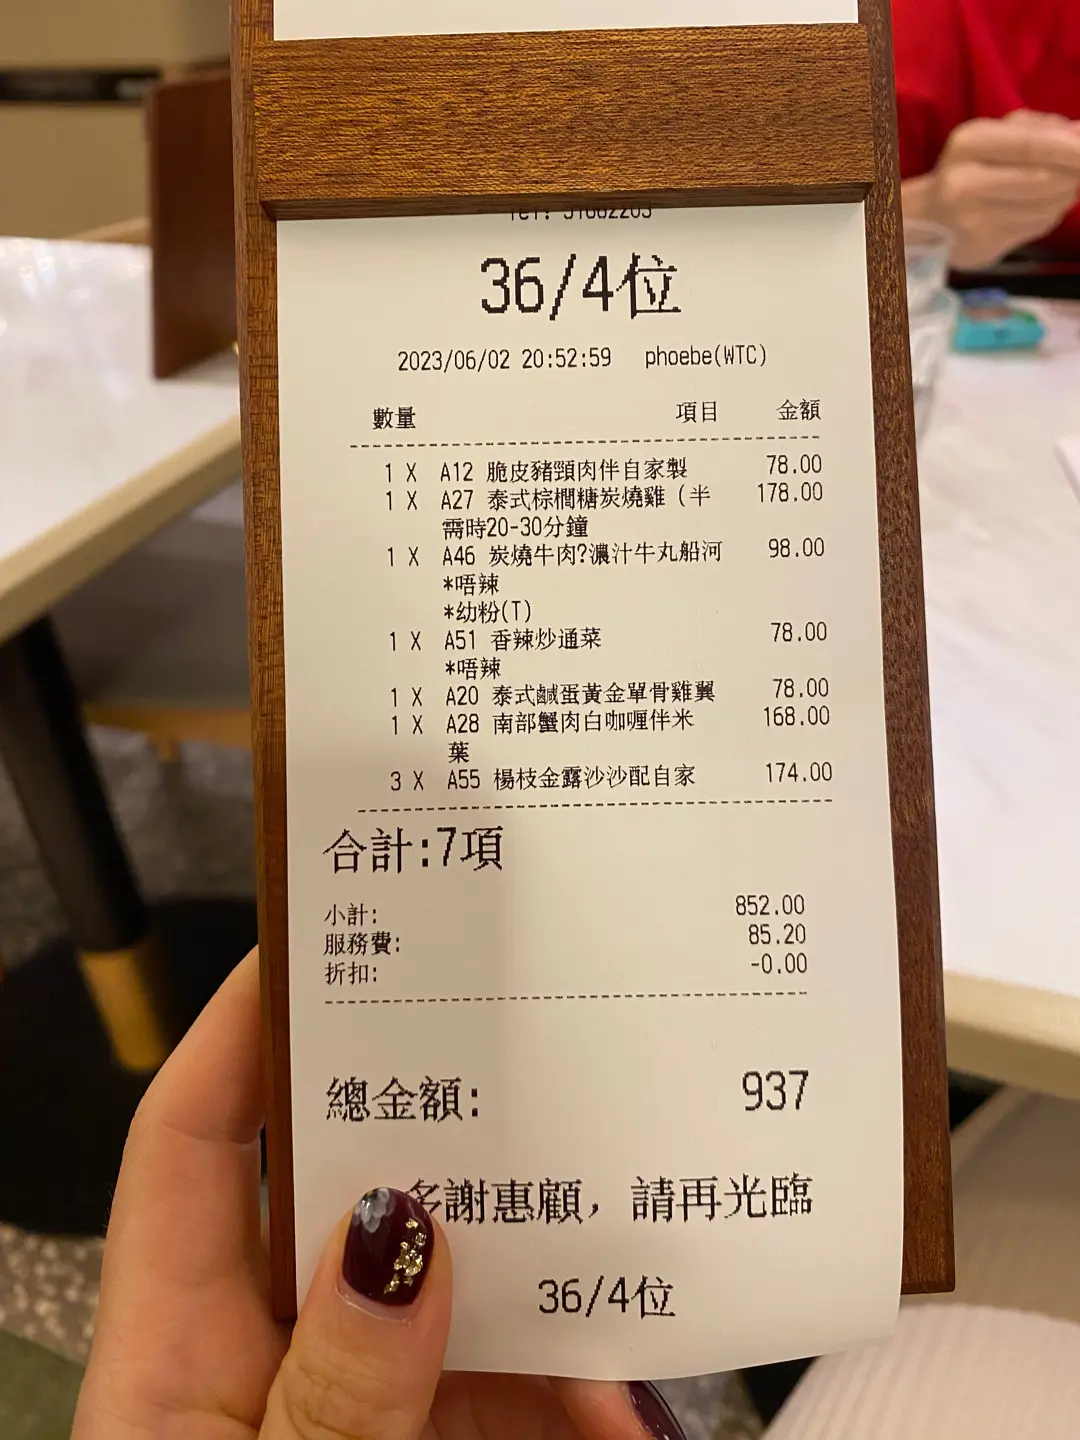 36/4位
2023/06/02 20:52:59 phoebe(WTC)
數量 項目 金額
1 X A12 脆皮豬頸肉伴自家製 78.00
1 X A27 泰式棕櫚糖炭燒雞（半 178.00
需時20-30分鐘
1 X A46 炭燒牛肉?濃汁牛丸船河 98.00
*唔辣
*幼粉(T)
1 X A51 香辣炒通菜 78.00
*唔辣
1 X A20 泰式鹹蛋黃金單骨雞翼 78.00
1 X A28 南部蟹肉白咖喱伴米 168.00
葉
3 X A55 楊枝金露沙沙配自家 174.00
合計:7項
小計: 852.00
服務費: 85.20
折扣: -0.00
總金額: 937
多謝惠顧，請再光臨
36/4位